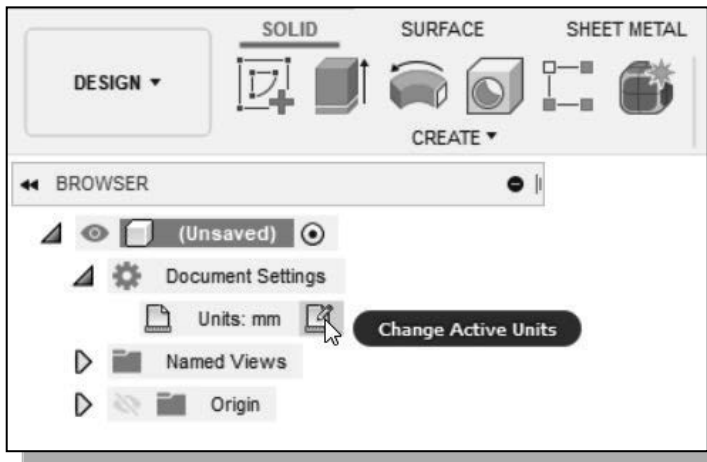 SOLID SURFACE SHEET METAL
DESIGN
CREATE
BROWSER
(Unsaved)
Document Settings
Units: mm
Change Active Units
Named Views
Origin